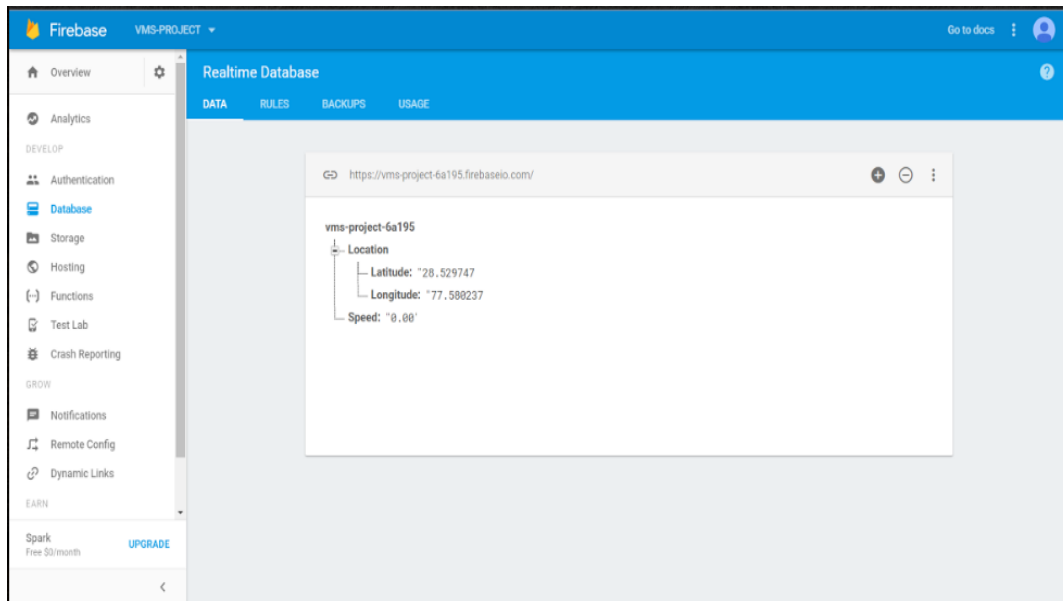 Firebase VMS-PROJECT Go to docs
Overview
Analytics
DEVELOP
Authentication
Database
Storage
Hosting
Functions
Test Lab
Crash Reporting
GROW
Notifications
Remote Config
Dynamic Links
EARN
Spark
Free $0/month
UPGRADE
Realtime Database
DATA RULES BACKUPS USAGE
https://vms-project-6a195.firebaseio.com/
vms-project-6a195
Location
Latitude: "28.529747
Longitude: "77.580237
Speed: "0.00'